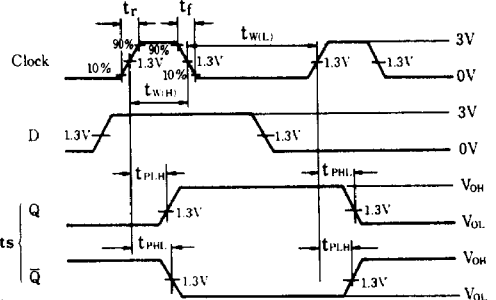 tr tf
90% 90% tW(L) 3V
Clock 1.3V 1.3V 1.3V
10% 10% 0V
tW(H)
3V
D 1.3V 1.3V
0V
tPLH tPHL VOH
Q 1.3V 1.3V
VOL
ts
tPHL tPLH VOH
Q̅ 1.3V 1.3V
VOL